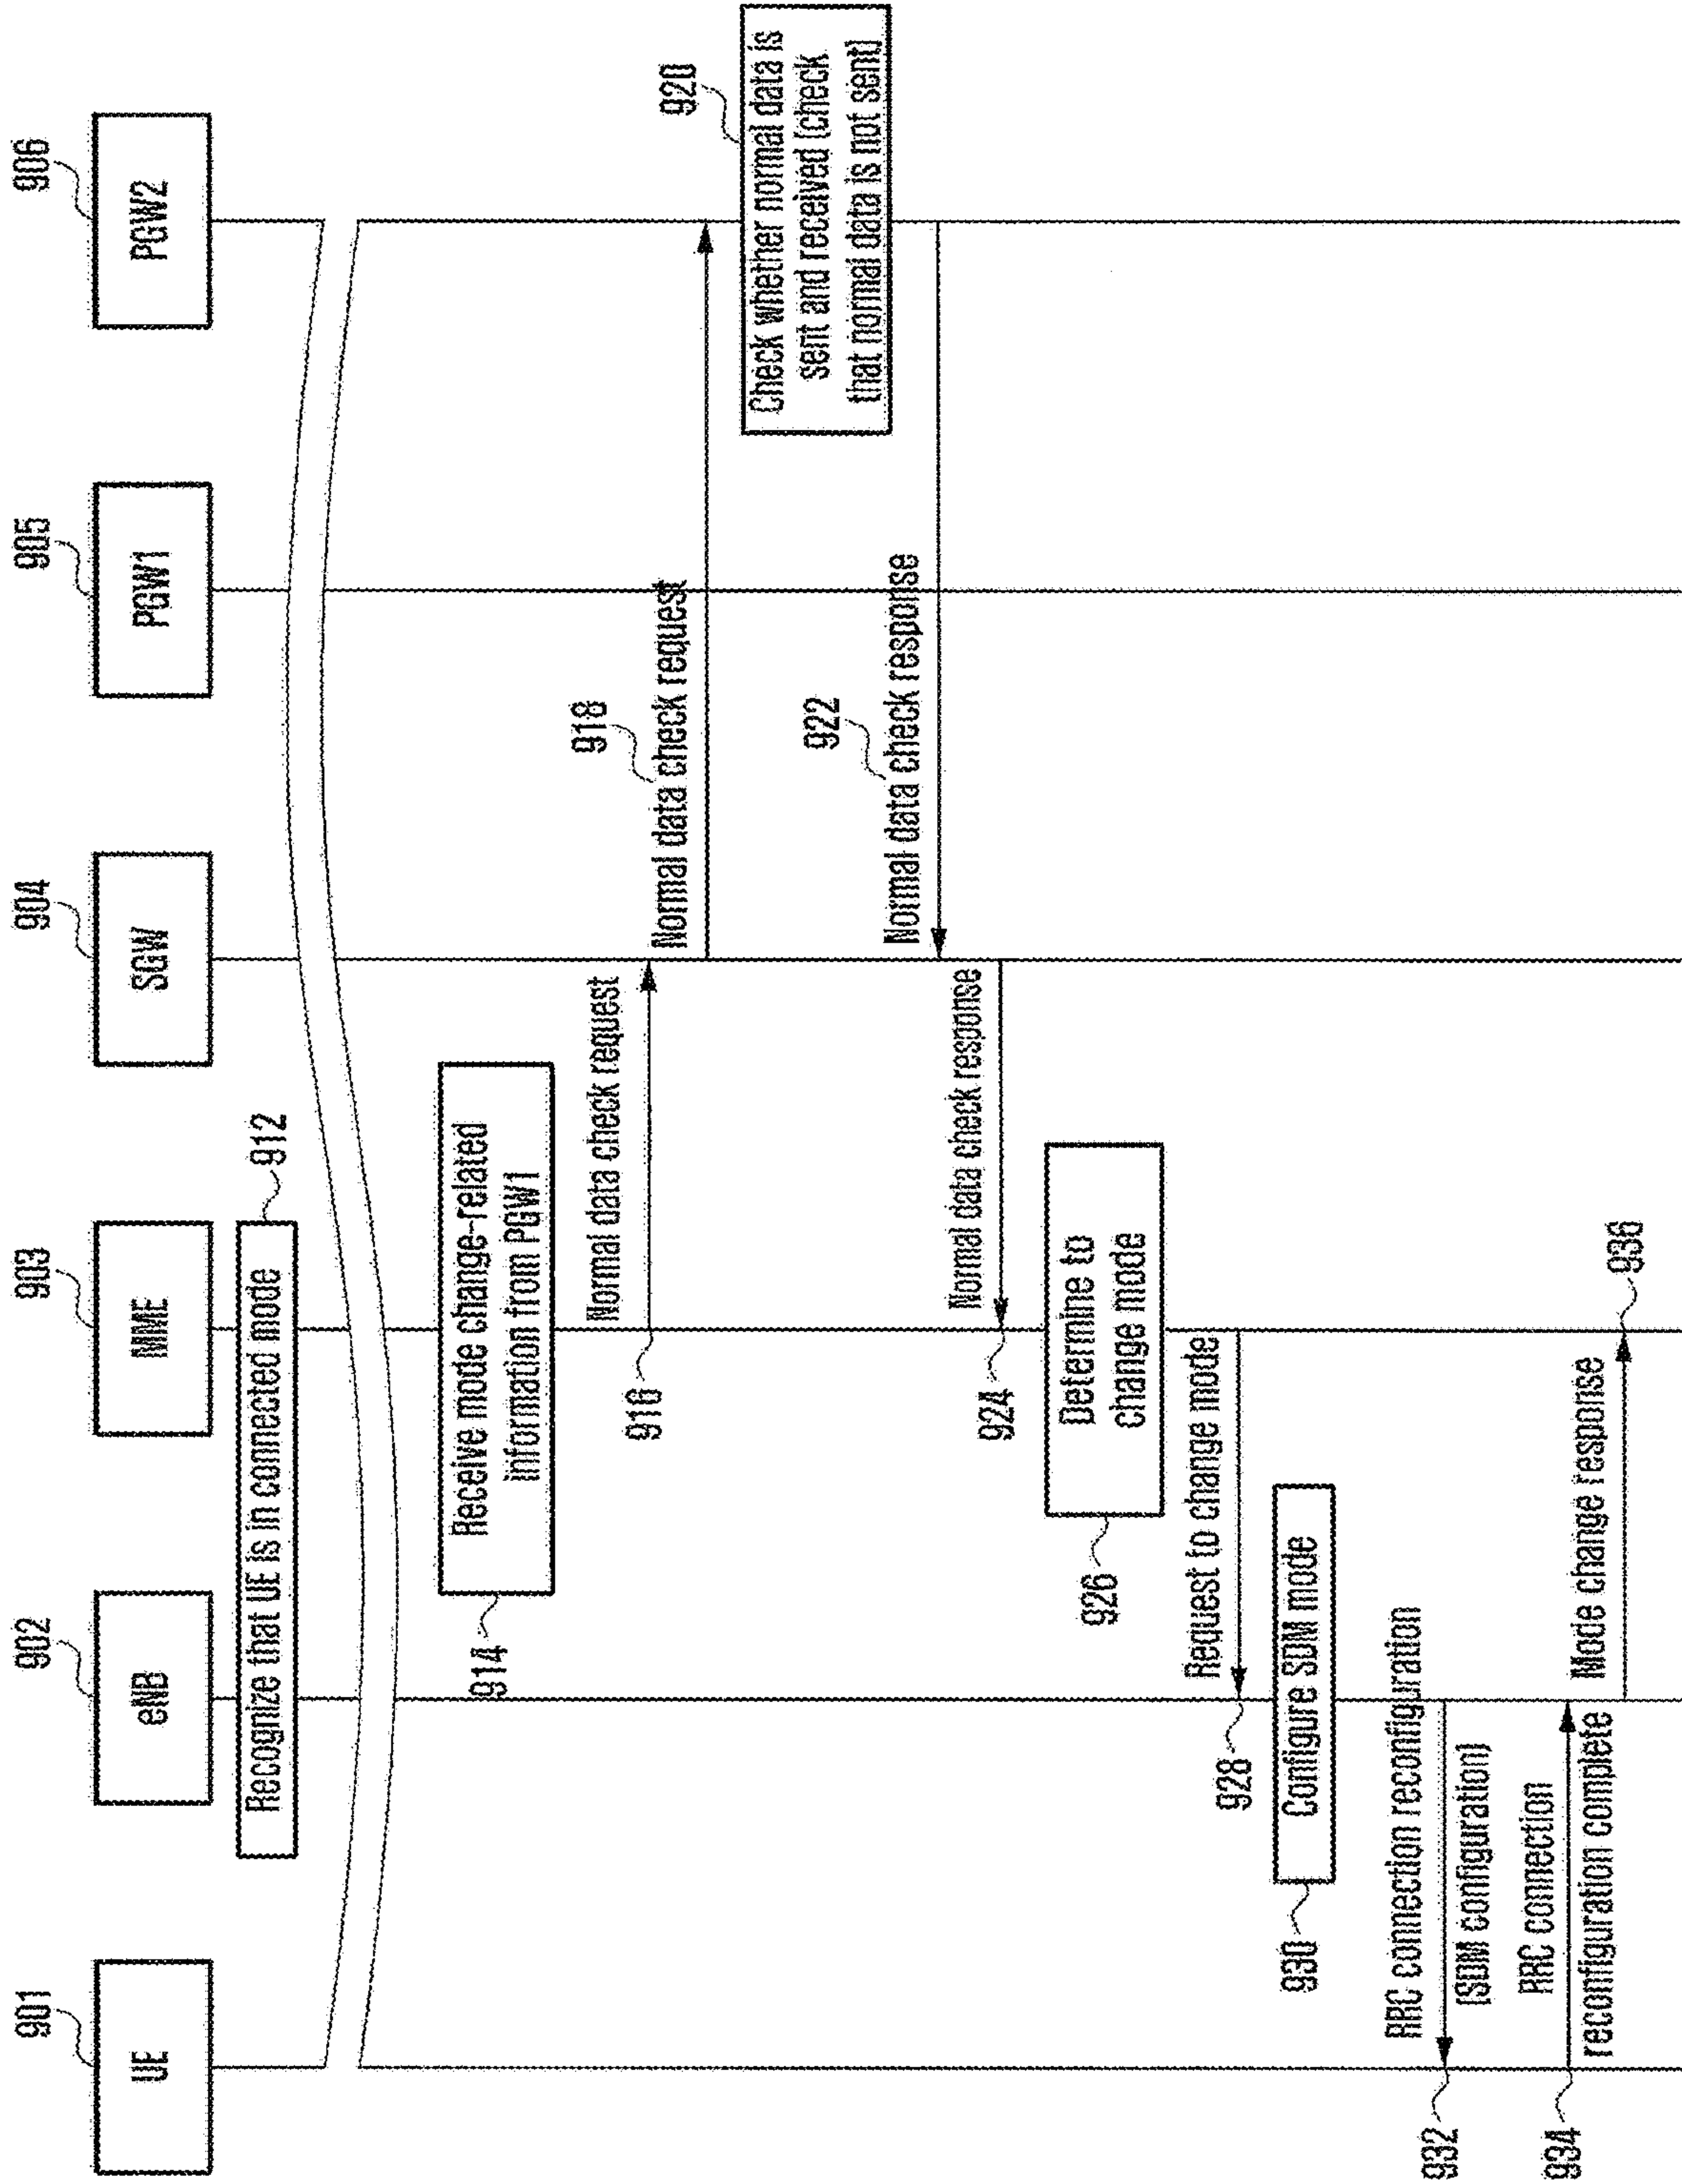 901
902
903
904
905
906
UE
eNB
MME
SGW
PGW1
PGW2
Recognize that UE is in connected mode
912
914
Receive mode change-related
information from PGW1
Normal data check request
916
918
Normal data check request
920
Check whether normal data is
sent and received (check
that normal data is not sent)
922
Normal data check response
Normal data check response
924
Determine to
change mode
926
Request to change mode
928
Configure SDM mode
930
RRC connection reconfiguration
(SDM configuration)
932
RRC connection
reconfiguration complete
934
Mode change response
936